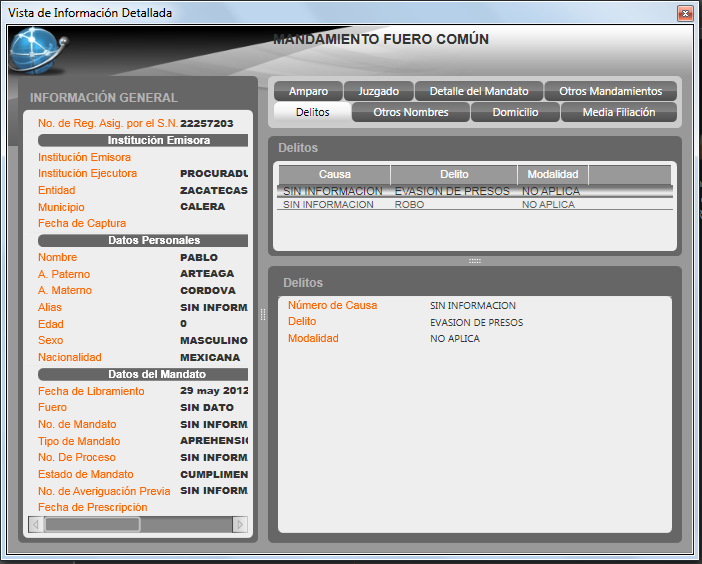 Vista de Información Detallada
MANDAMIENTO FUERO COMÚN
INFORMACIÓN GENERAL
No. de Reg. Asig. por el S.N. 22257203
Institución Emisora
Institución Emisora
Institución Ejecutora PROCURADU
Entidad ZACATECAS
Municipio CALERA
Fecha de Captura
Datos Personales
Nombre PABLO
A. Paterno ARTEAGA
A. Materno CORDOVA
Alias SIN INFORM
Edad 0
Sexo MASCULINO
Nacionalidad MEXICANA
Datos del Mandato
Fecha de Libramiento 29 may 2012
Fuero SIN DATO
No. de Mandato SIN INFORM
Tipo de Mandato APREHENSIO
No. De Proceso SIN INFORM
Estado de Mandato CUMPLIMEN
No. de Averiguación Previa SIN INFORM
Fecha de Prescripción
Amparo Juzgado Detalle del Mandato Otros Mandamientos
Delitos Otros Nombres Domicilio Media Filiación
Delitos
Causa Delito Modalidad
SIN INFORMACION EVASION DE PRESOS NO APLICA
SIN INFORMACION ROBO NO APLICA
Delitos
Número de Causa SIN INFORMACION
Delito EVASION DE PRESOS
Modalidad NO APLICA